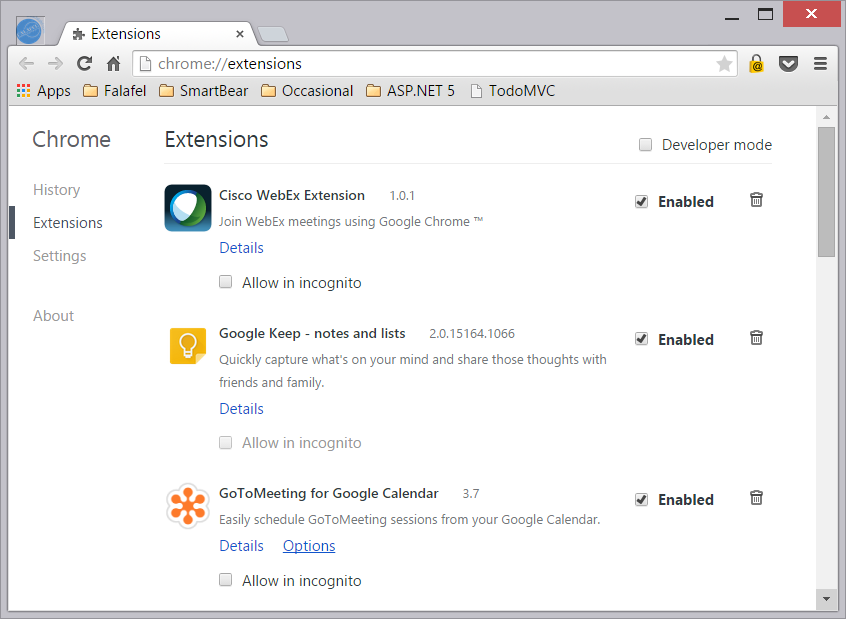 Extensions
chrome://extensions
Apps Falafel SmartBear Occasional ASP.NET 5 TodoMVC
Chrome
History
Extensions
Settings
About
Extensions
Developer mode
Cisco WebEx Extension 1.0.1
Enabled
Join WebEx meetings using Google Chrome ™
Details
Allow in incognito
Google Keep - notes and lists 2.0.15164.1066
Enabled
Quickly capture what's on your mind and share those thoughts with
friends and family.
Details
Allow in incognito
GoToMeeting for Google Calendar 3.7
Enabled
Easily schedule GoToMeeting sessions from your Google Calendar.
Details Options
Allow in incognito